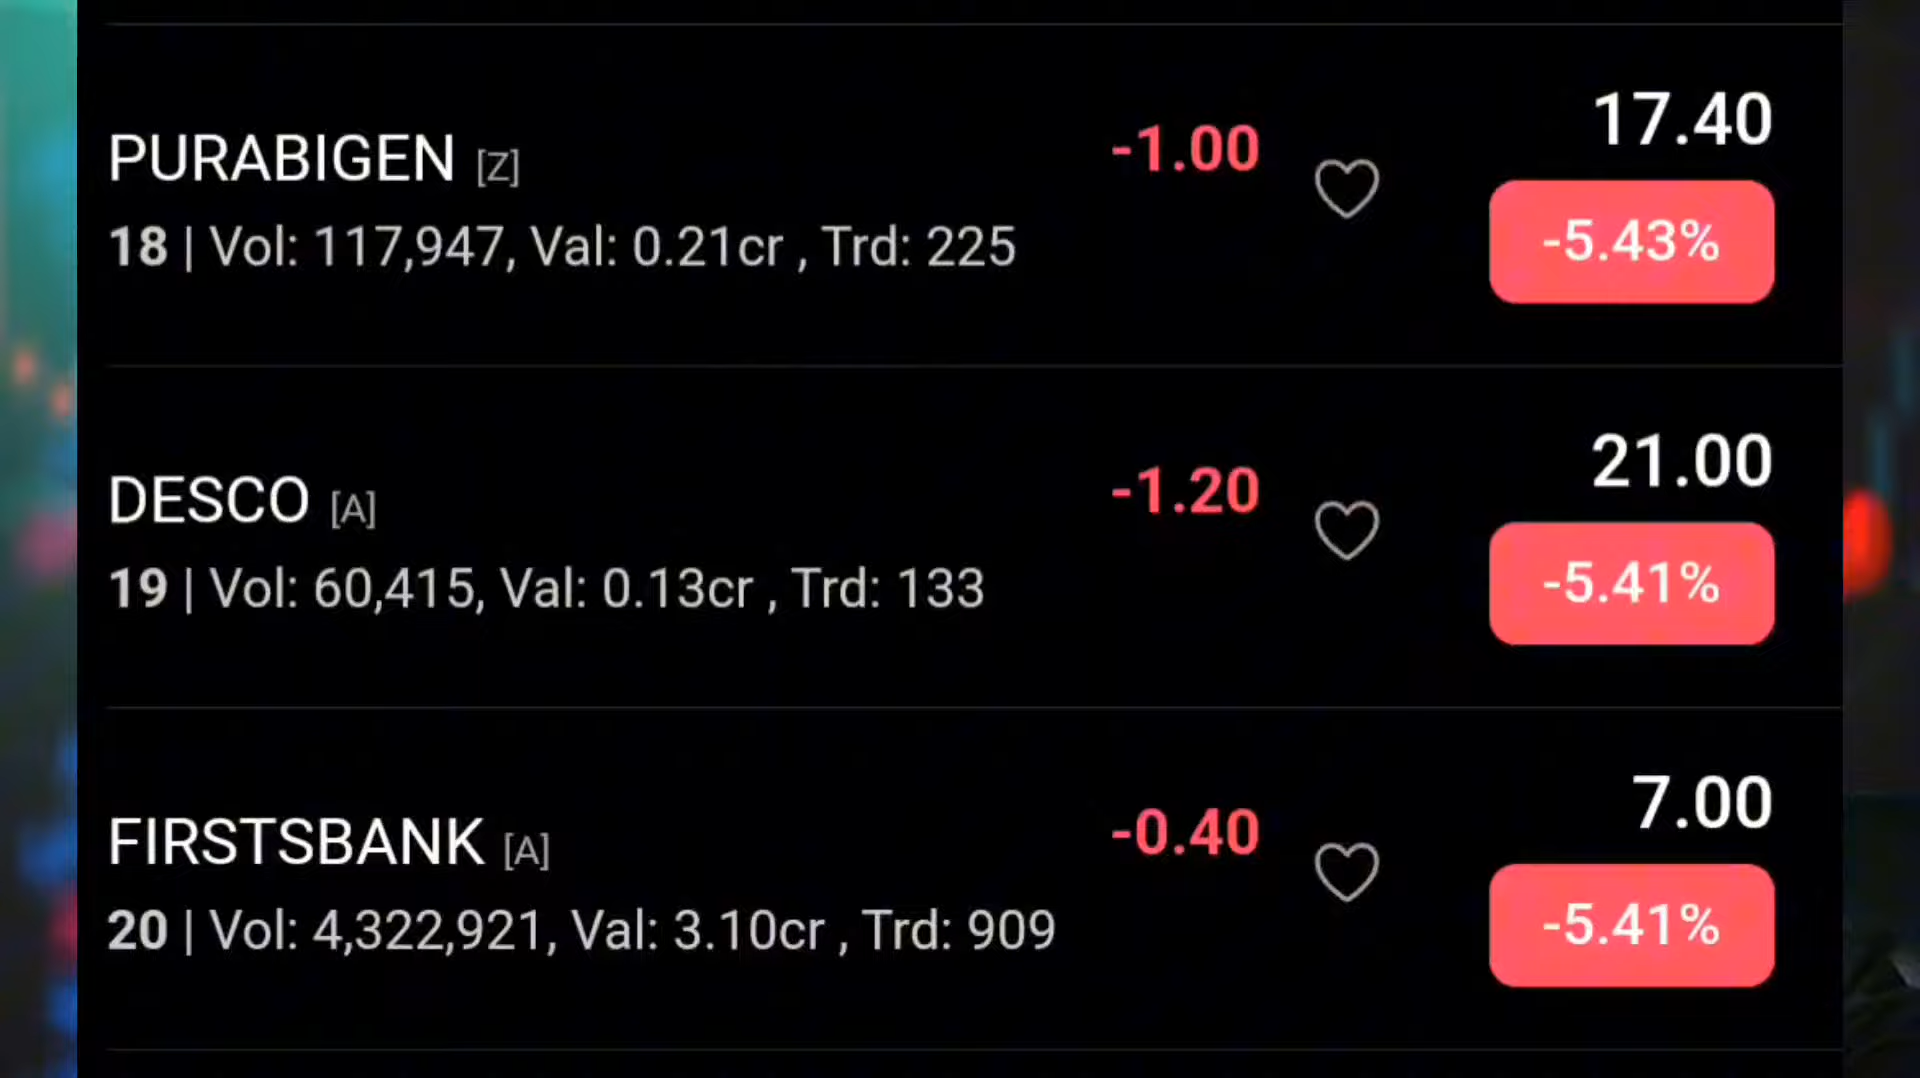 PURABIGEN [Z]
-1.00
17.40
18 | Vol: 117,947, Val: 0.21cr , Trd: 225
-5.43%
DESCO [A]
-1.20
21.00
19 | Vol: 60,415, Val: 0.13cr , Trd: 133
-5.41%
FIRSTSBANK [A]
-0.40
7.00
20 | Vol: 4,322,921, Val: 3.10cr , Trd: 909
-5.41%